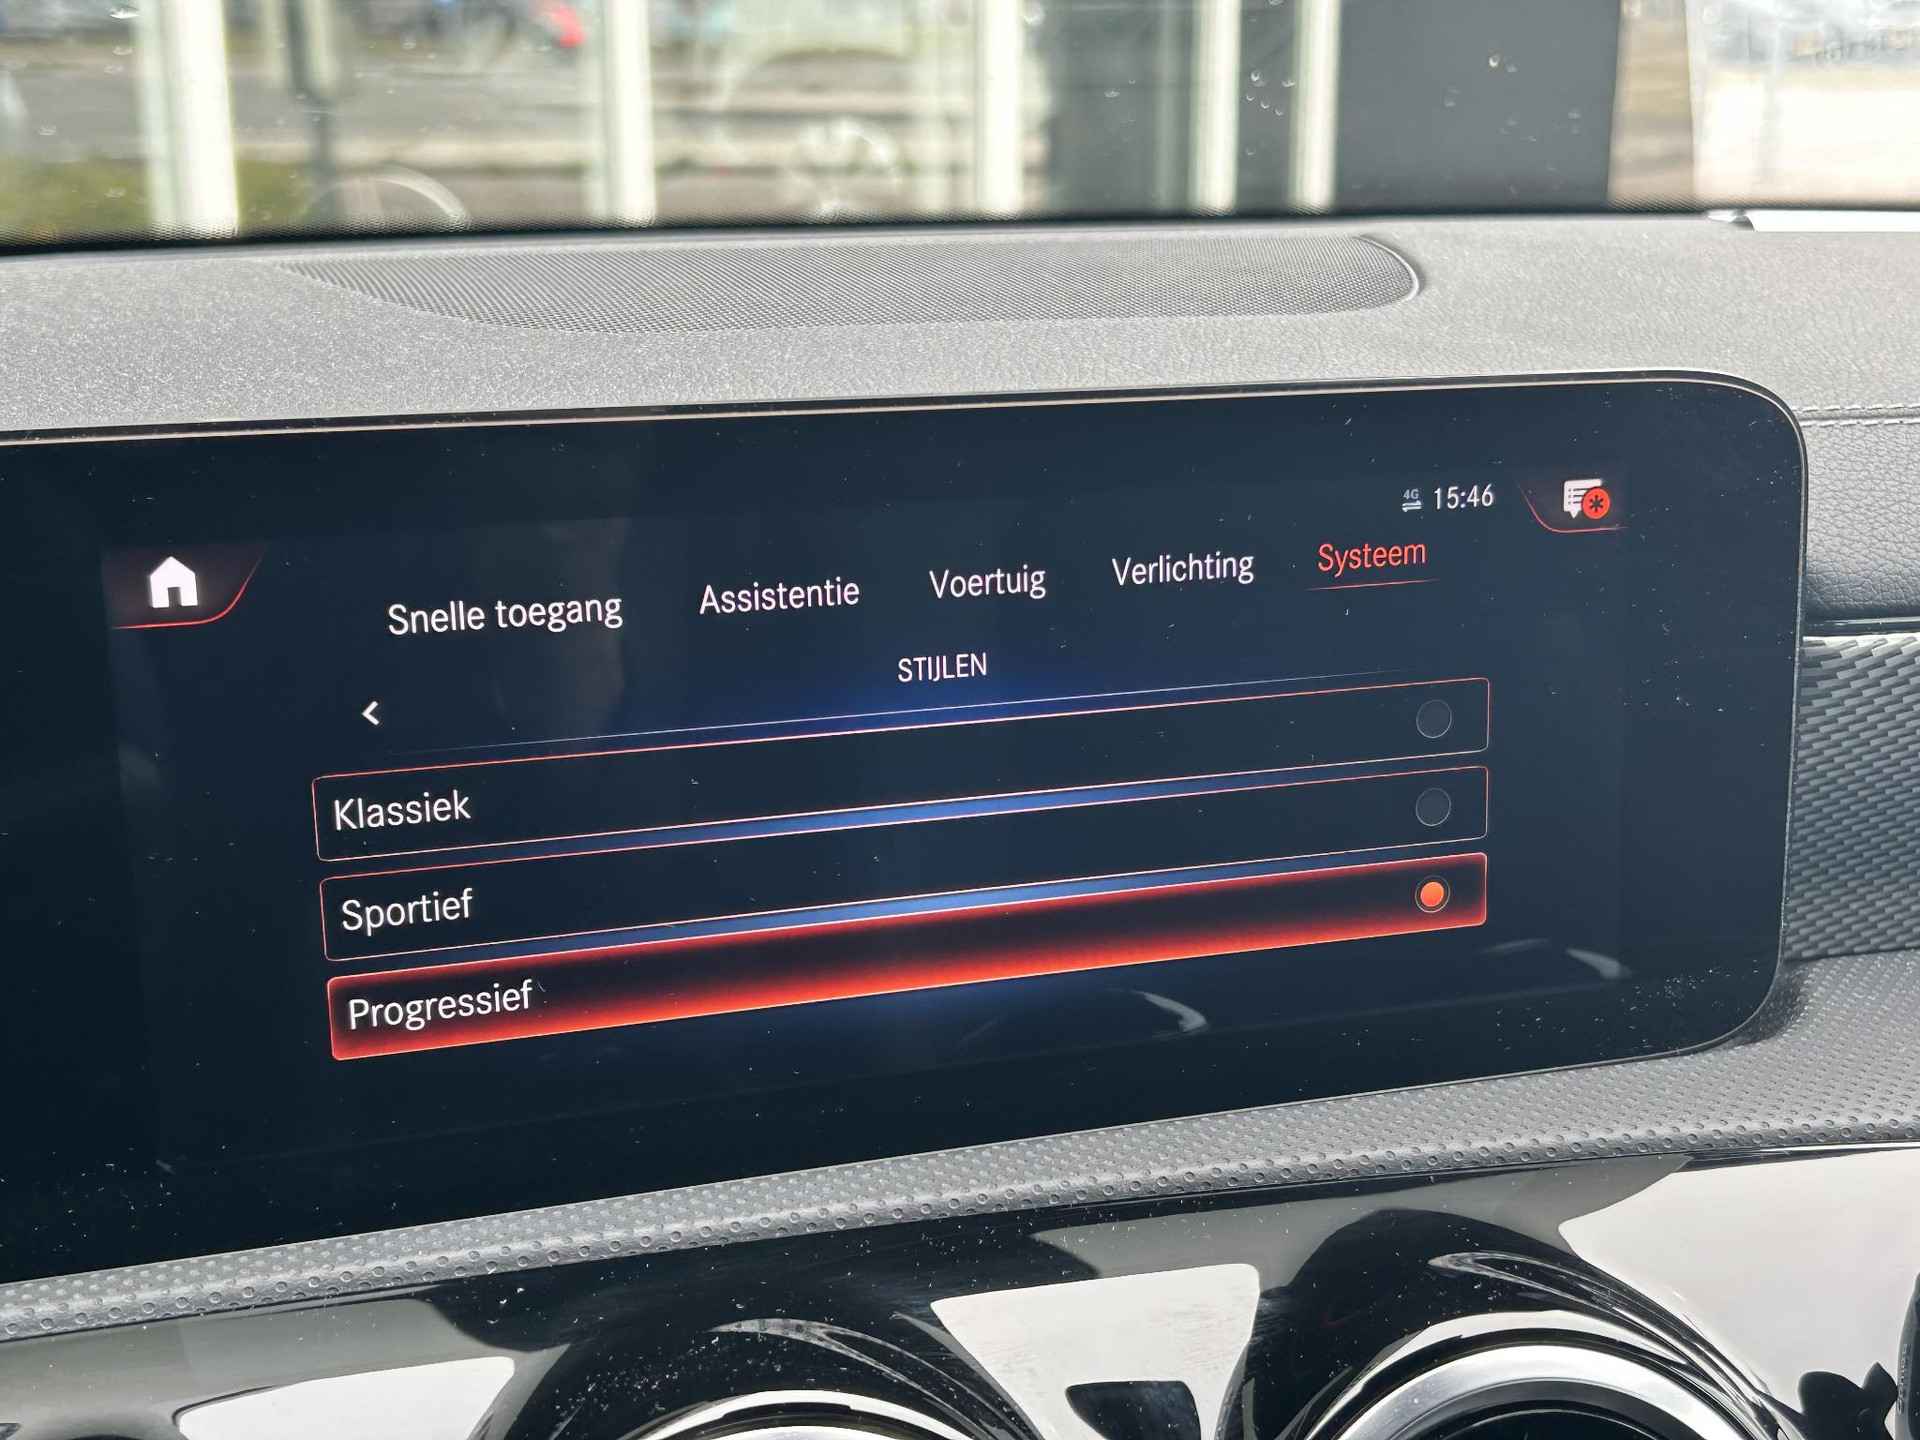 4G 15:46
Snelle toegang Assistentie Voertuig Verlichting Systeem
STIJLEN
Klassiek
Sportief
Progressief